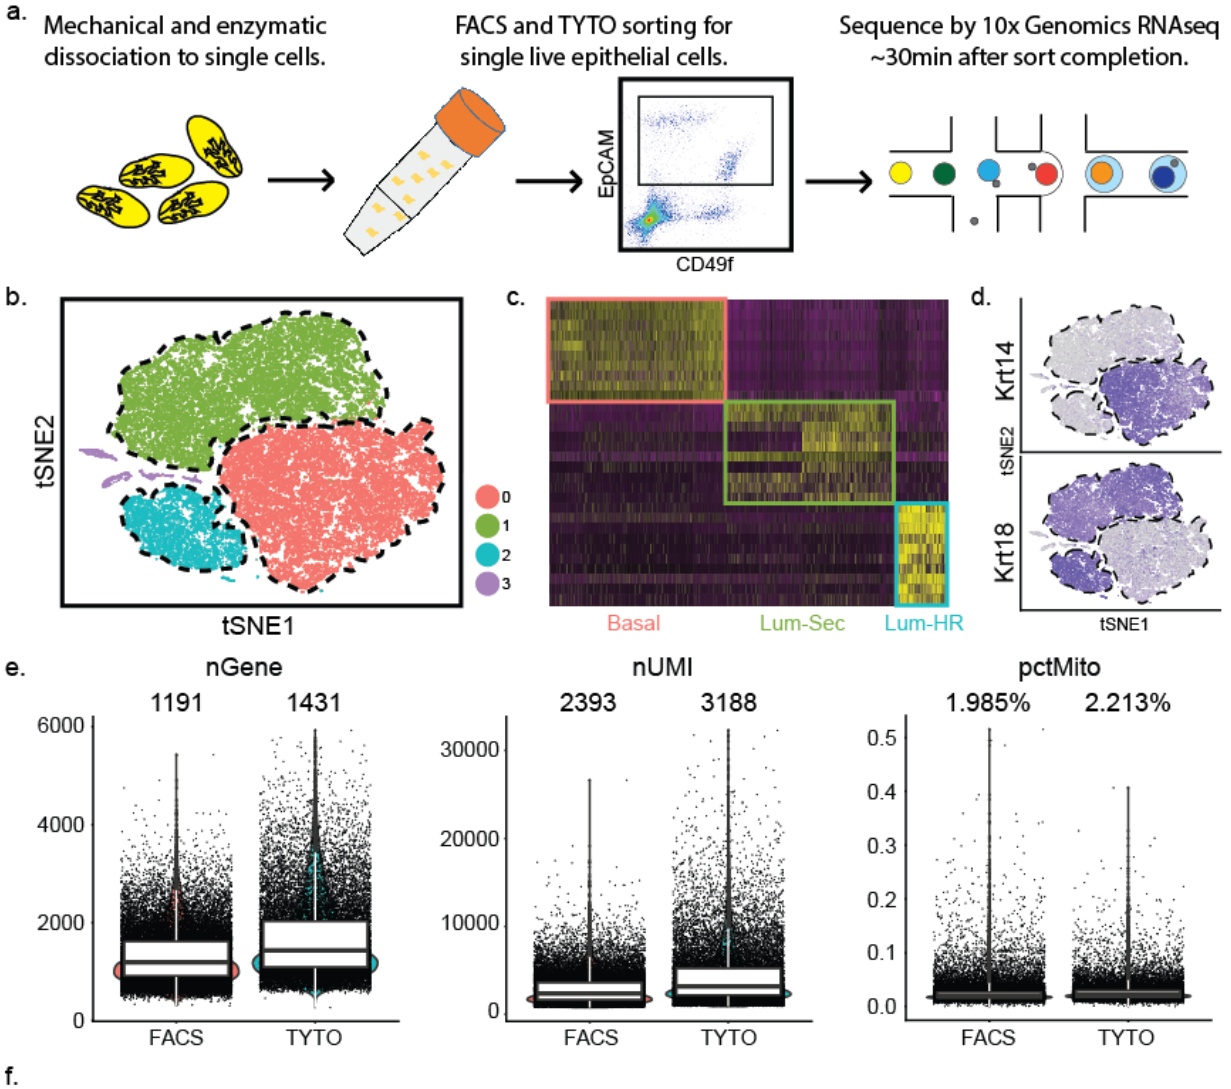 a.
Mechanical and enzymatic
dissociation to single cells.
FACS and TYTO sorting for
single live epithelial cells.
Sequence by 10x Genomics RNAseq
~30min after sort completion.
EpCAM
CD49f
b.
tSNE2
tSNE1
0
1
2
3
c.
Basal
Lum-Sec
Lum-HR
d.
Krt14
tSNE2
Krt18
tSNE1
e.
nGene
1191
1431
6000
4000
2000
0
FACS
TYTO
nUMI
2393
3188
30000
20000
10000
0
FACS
TYTO
pctMito
1.985%
2.213%
0.5
0.4
0.3
0.2
0.1
0.0
FACS
TYTO
f.